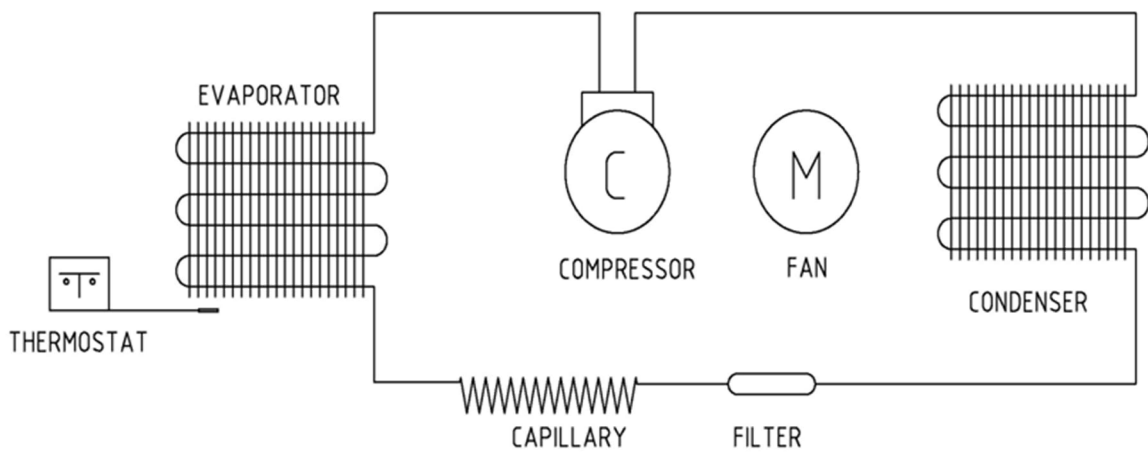 EVAPORATOR
C
M
COMPRESSOR
FAN
CONDENSER
T
THERMOSTAT
CAPILLARY
FILTER